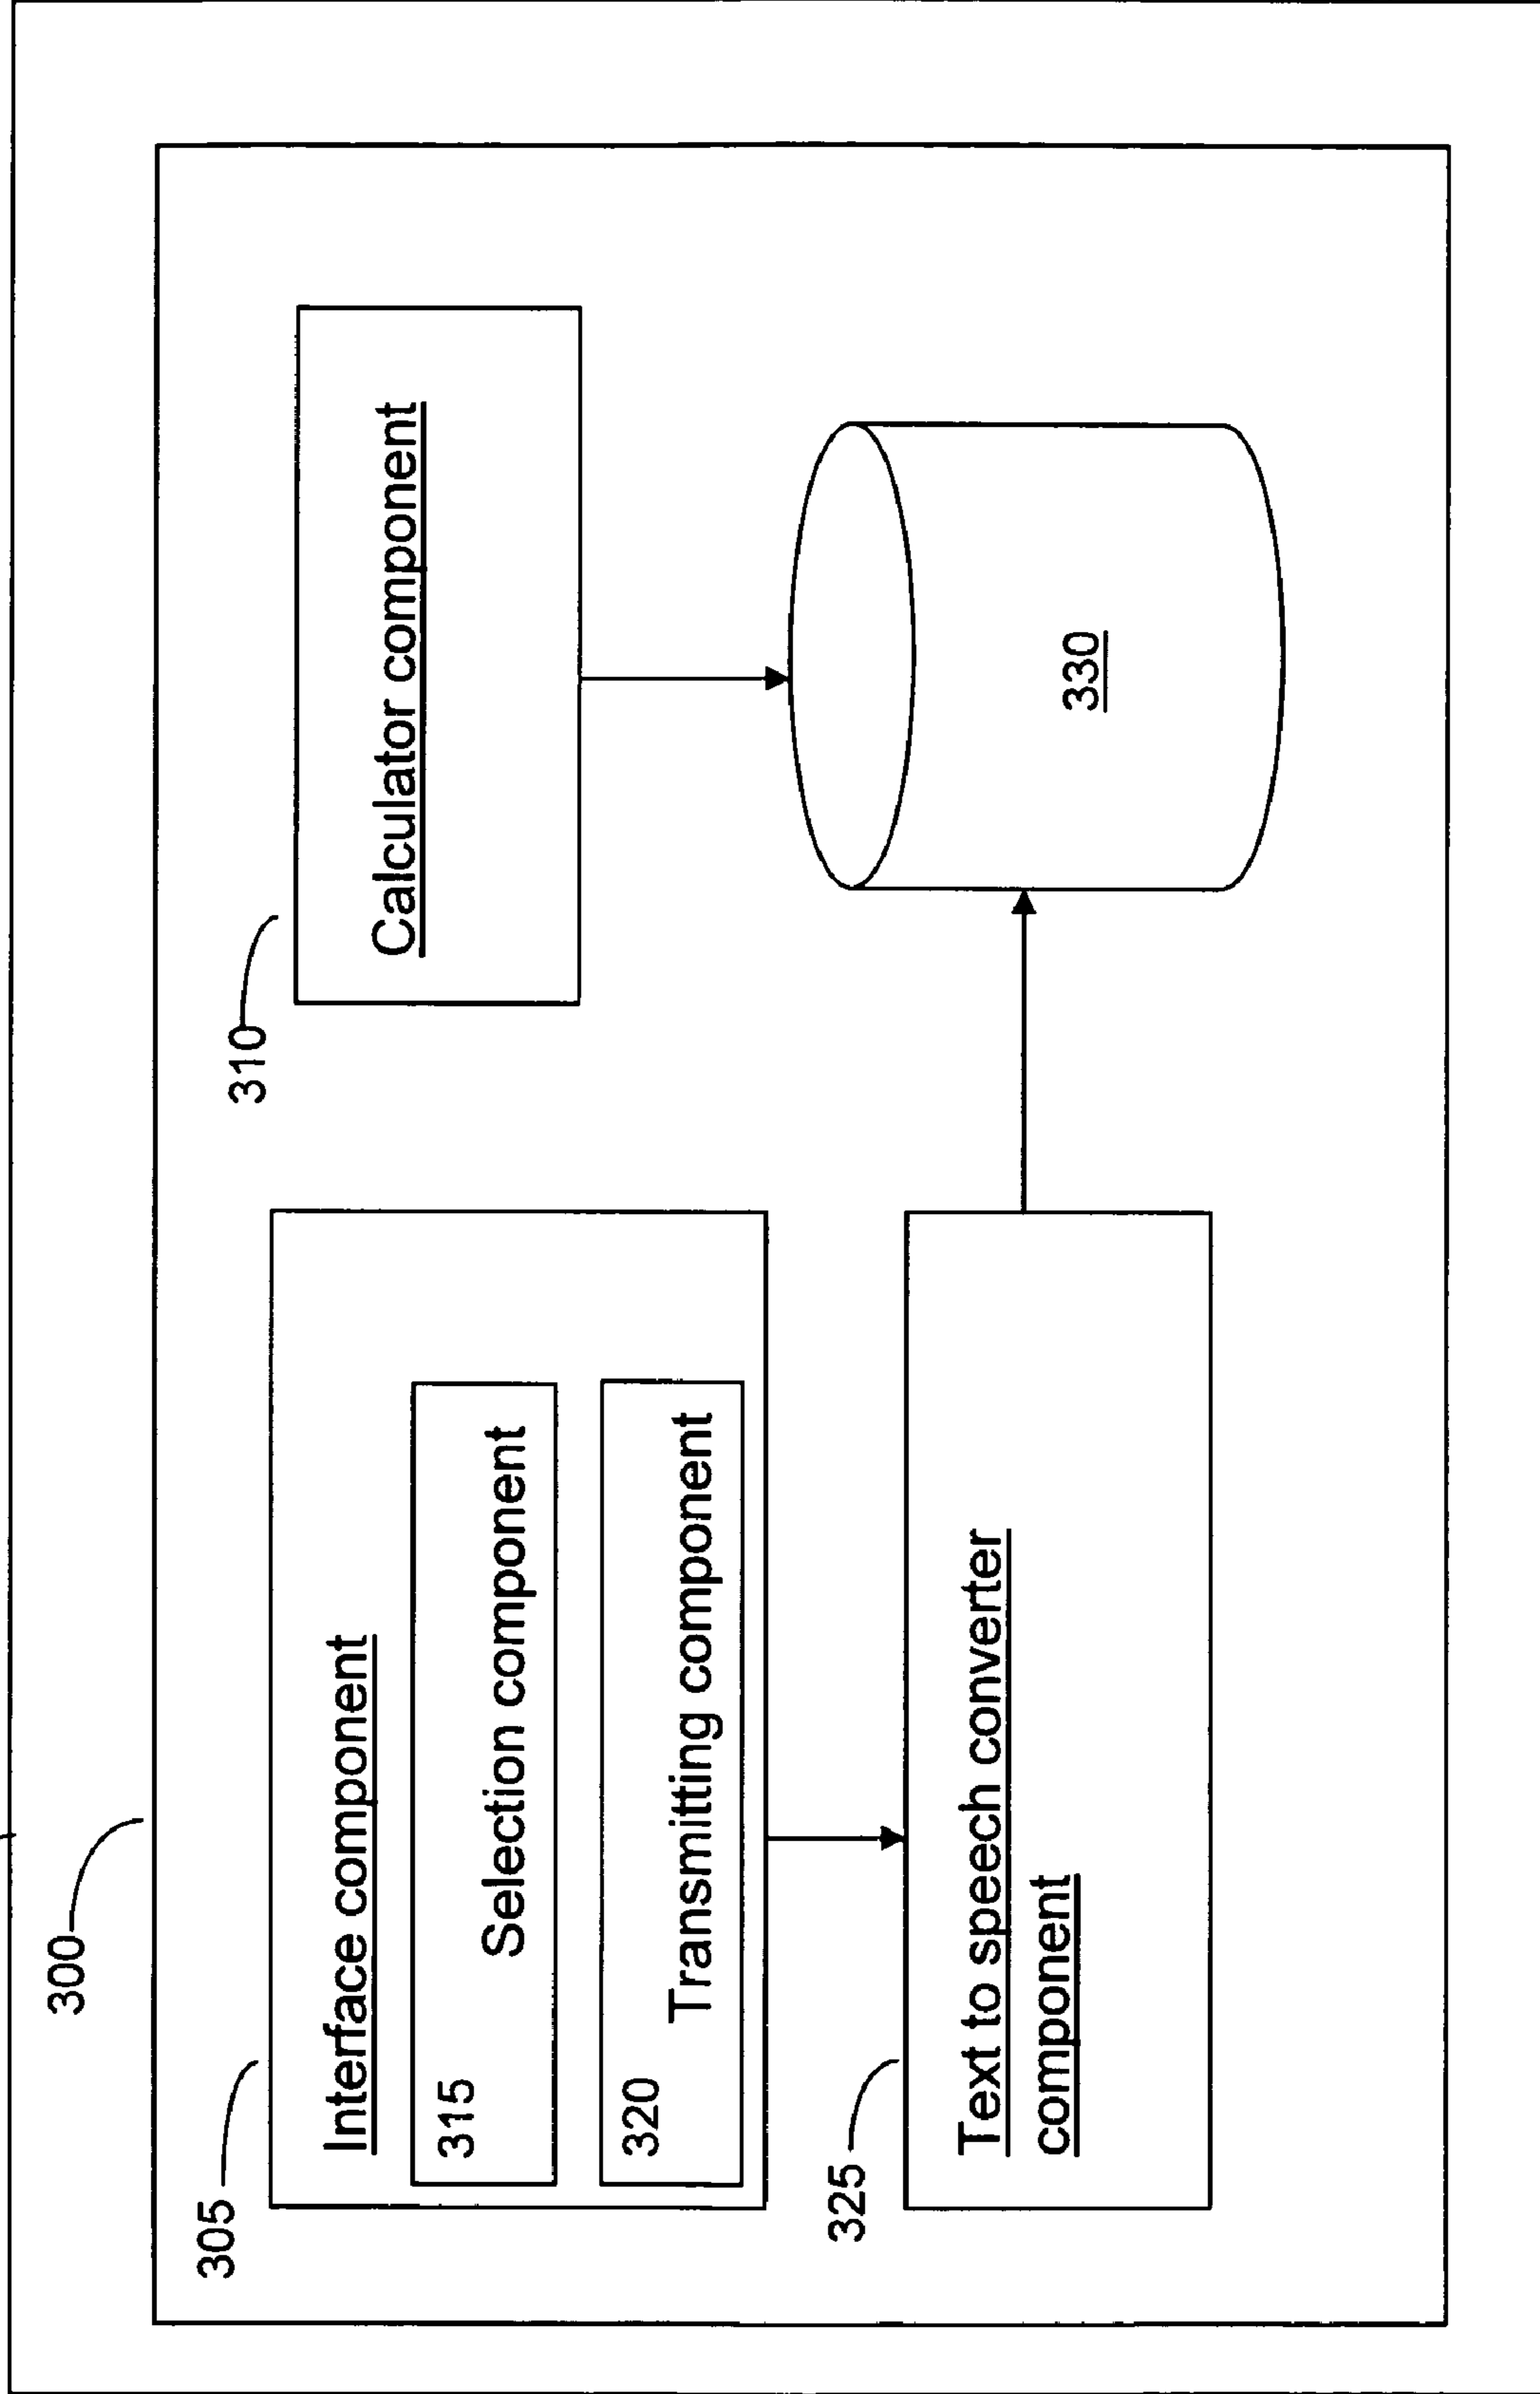 300
305
Interface component
315
Selection component
320
Transmitting component
310
Calculator component
325
Text to speech converter
component
330